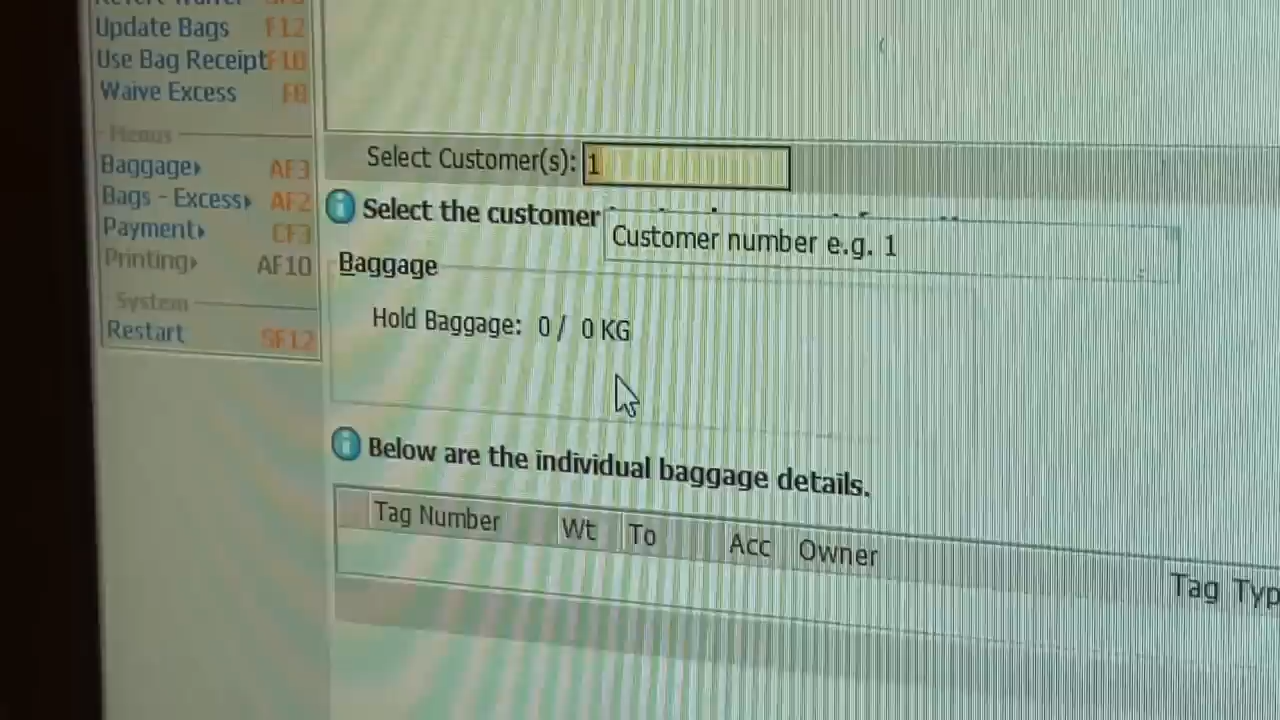 Update Bags F12
Use Bag Receipt F10
Waive Excess F8
Menus
Baggage AF3
Bags - Excess AF2
Payment CF3
Printing AF10
System
Restart SF12
Select Customer(s): 1
Select the customer
Customer number e.g. 1
Baggage
Hold Baggage: 0 / 0 KG
Below are the individual baggage details.
Tag Number Wt To Acc Owner Tag Typ